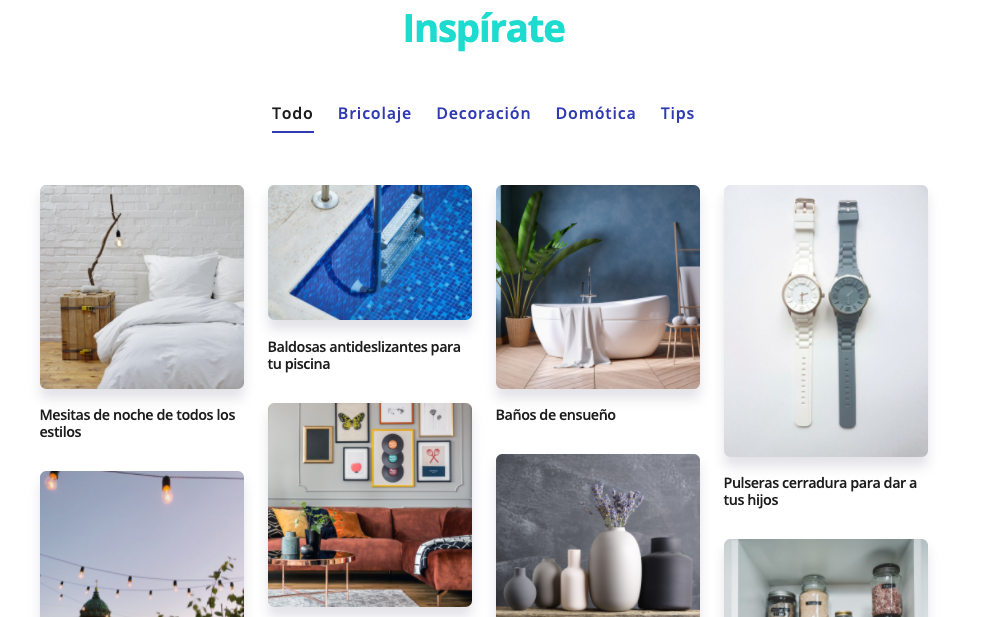 Inspírate
Todo Bricolaje Decoración Domótica Tips
Mesitas de noche de todos los
estilos
Baldosas antideslizantes para
tu piscina
Baños de ensueño
Pulseras cerradura para dar a
tus hijos